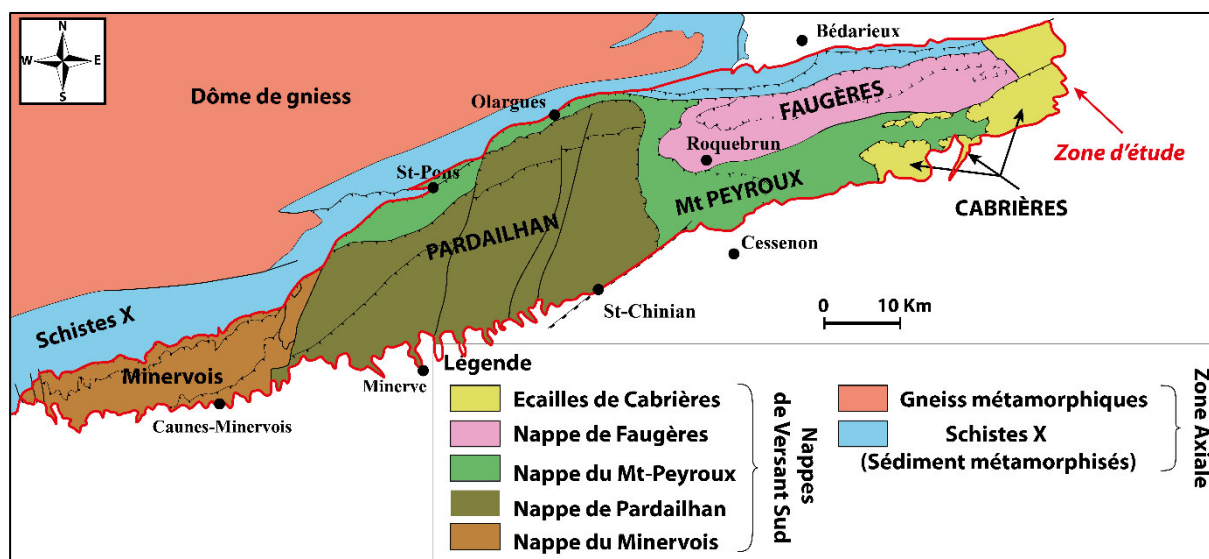 N
W E
S
Dôme de gniess
Bédarieux
Olargues
FAUGÈRES
Roquebrun
Zone d'étude
St-Pons
Mt PEYROUX
CABRIÈRES
PARDAILHAN
Cessenon
St-Chinian
0 10 Km
Schistes X
Minervois
Minerve
Caunes-Minervois
Légende
Ecailles de Cabrières
Nappe de Faugères
Nappe du Mt-Peyroux
Nappe de Pardailhan
Nappe du Minervois
Nappes
de Versant Sud
Gneiss métamorphiques
Schistes X
(Sédiment métamorphisés)
Zone Axiale